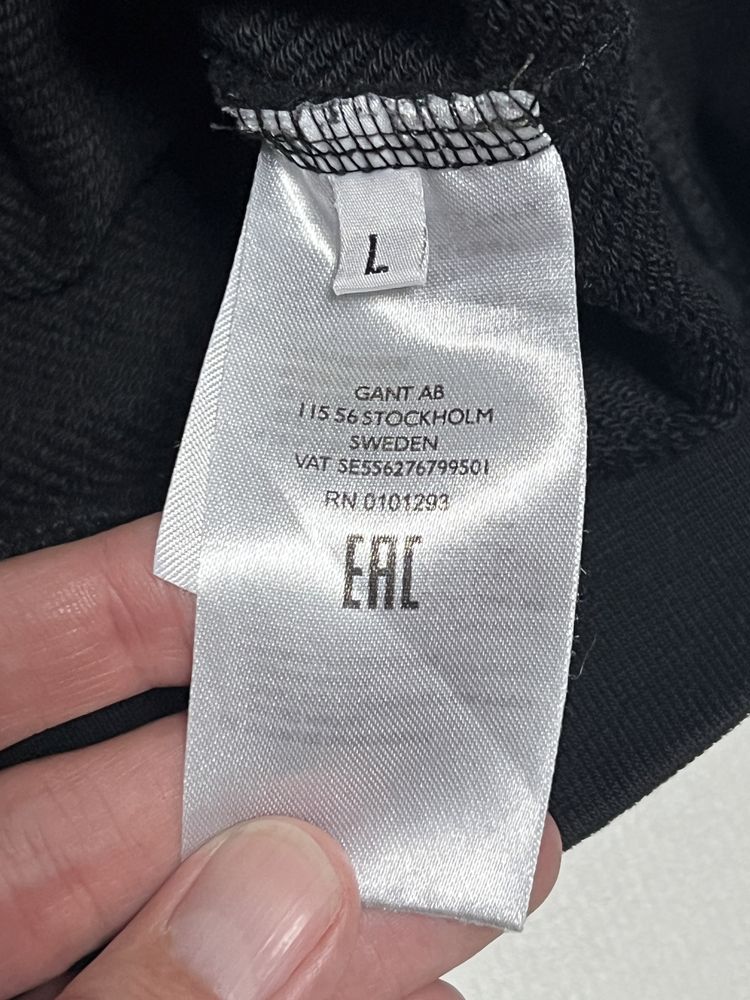 L
GANT AB
115 56 STOCKHOLM
SWEDEN
VAT SE556276799501
RN 0101293
EAC